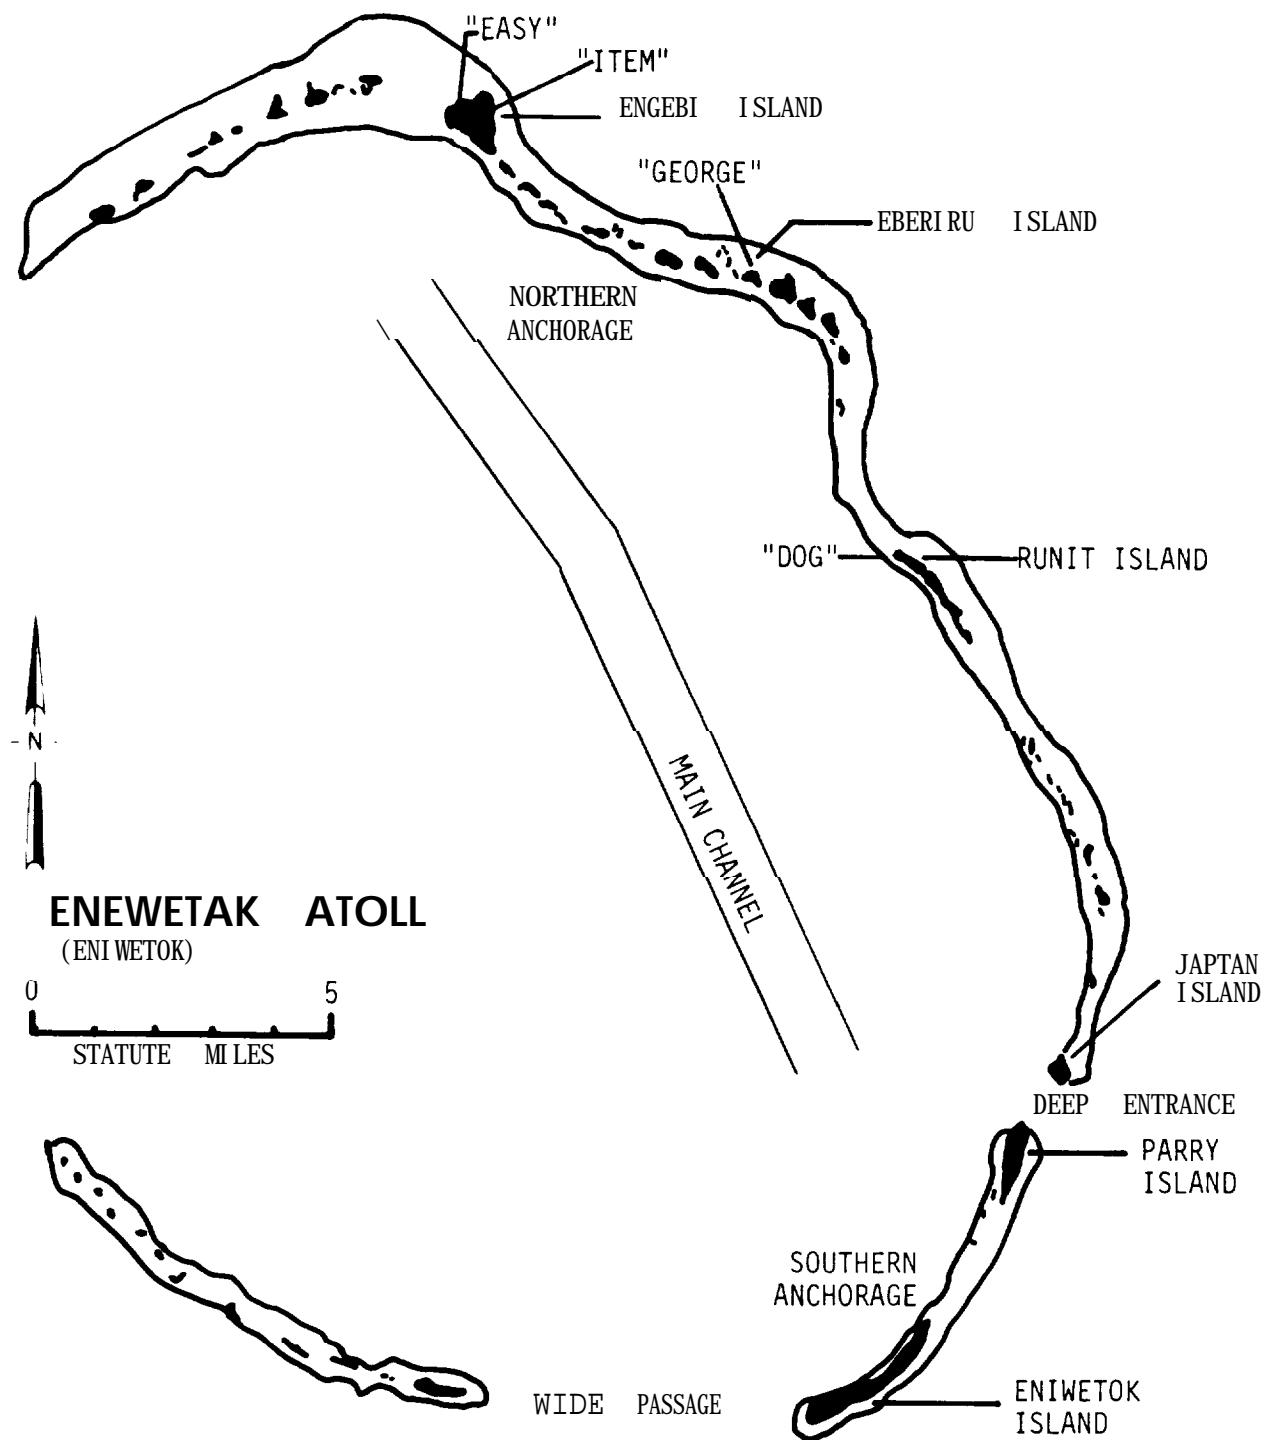 "EASY"
"ITEM"
ENGEBI ISLAND
"GEORGE"
EBERIRU ISLAND
NORTHERN
ANCHORAGE
"DOG"
RUNIT ISLAND
N
MAIN CHANNEL
ENEWETAK ATOLL
(ENIWETOK)
0 5
STATUTE MILES
JAPTAN
ISLAND
DEEP ENTRANCE
PARRY
ISLAND
SOUTHERN
ANCHORAGE
WIDE PASSAGE
ENIWETOK
ISLAND